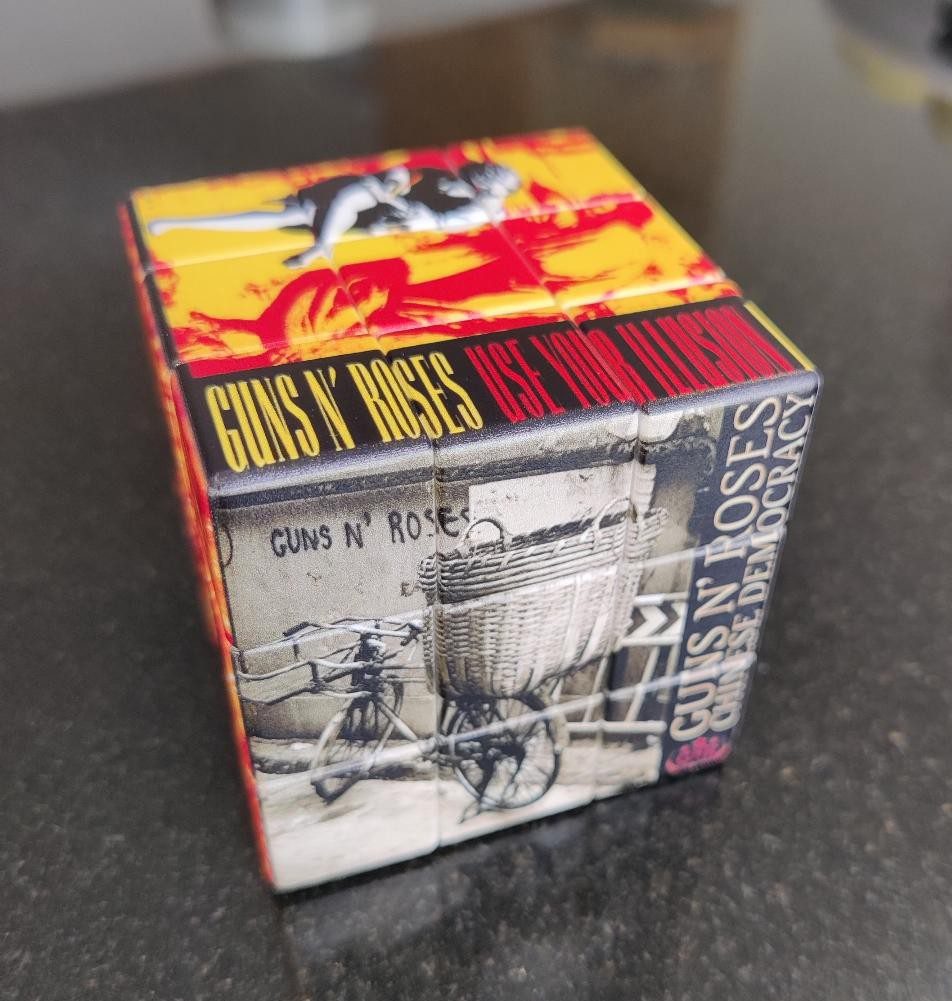 GUNS N' ROSES USE YOUR ILLUSION I
GUNS N' ROSES
GUNS N' ROSES
CHINESE DEMOCRACY